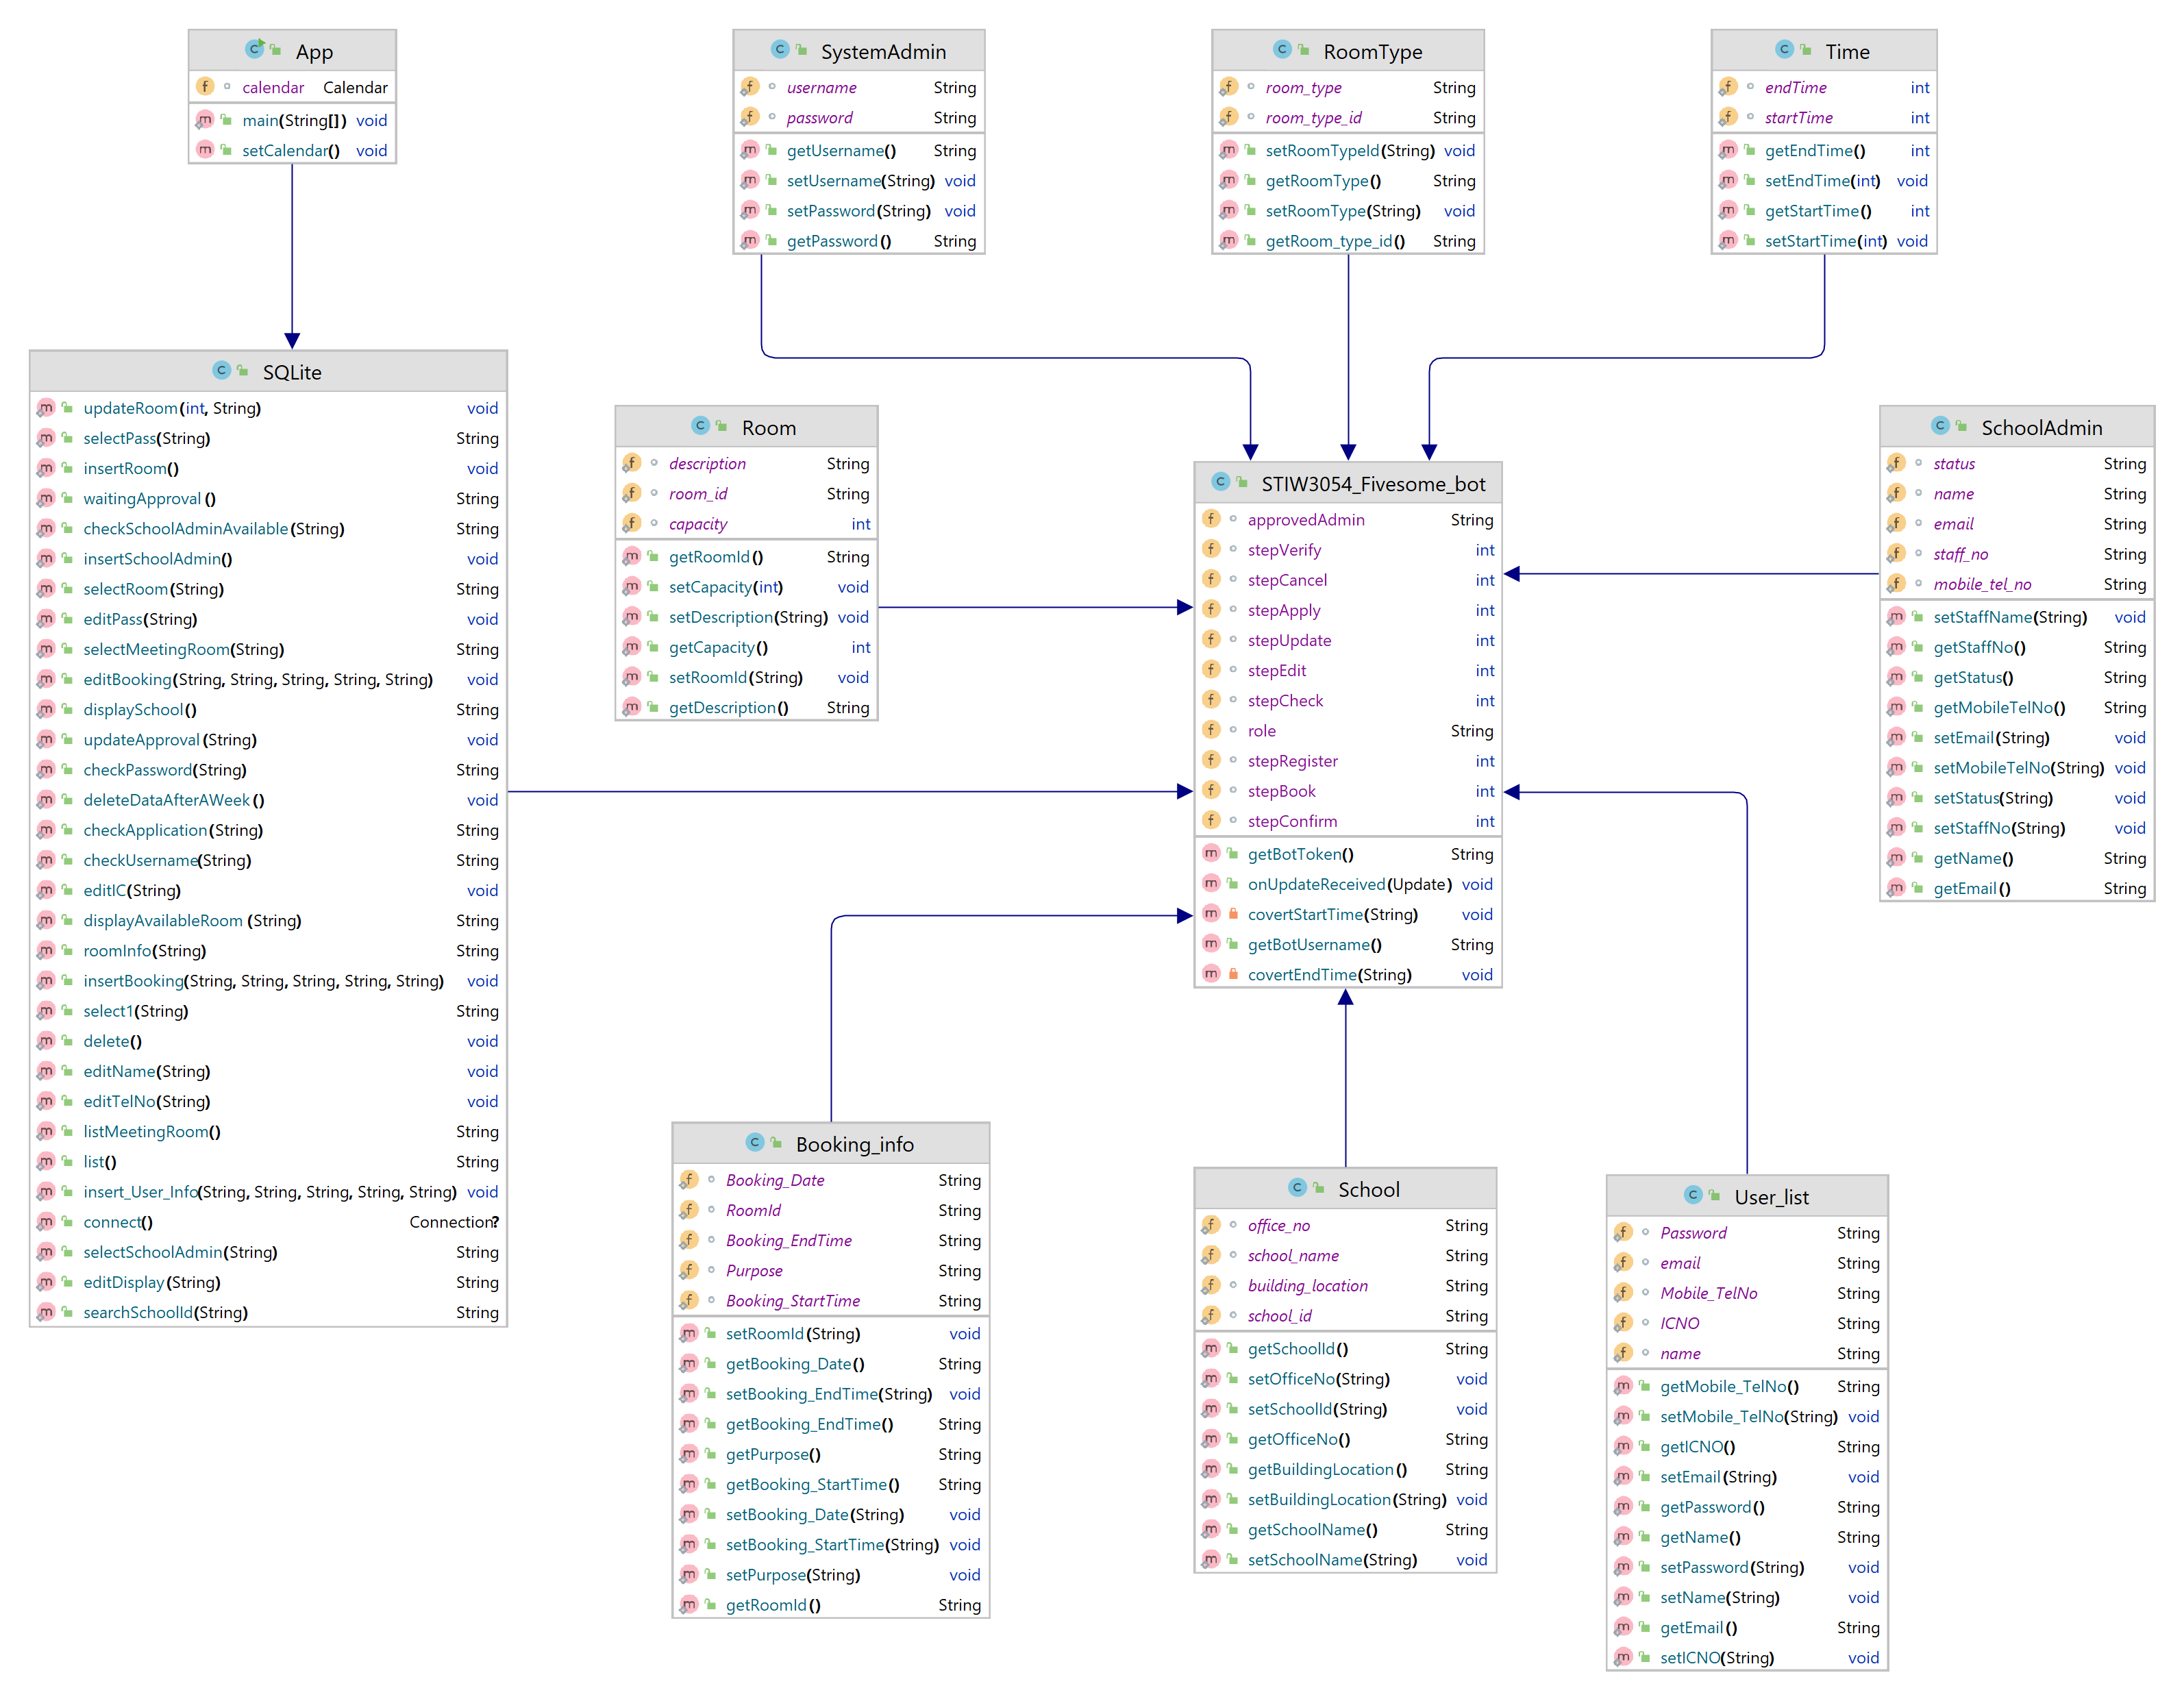 App
calendar Calendar
main(String[]) void
setCalendar() void
SystemAdmin
username String
password String
getUsername() String
setUsername(String) void
setPassword(String) void
getPassword() String
RoomType
room_type String
room_type_id String
setRoomTypeId(String) void
getRoomType() String
setRoomType(String) void
getRoom_type_id() String
Time
endTime int
startTime int
getEndTime() int
setEndTime(int) void
getStartTime() int
setStartTime(int) void
SQLite
updateRoom(int, String) void
selectPass(String) String
insertRoom() void
waitingApproval() String
checkSchoolAdminAvailable(String) String
insertSchoolAdmin() void
selectRoom(String) String
editPass(String) void
selectMeetingRoom(String) String
editBooking(String, String, String, String, String) void
displaySchool() String
updateApproval(String) void
checkPassword(String) String
deleteDataAfterAWeek() void
checkApplication(String) String
checkUsername(String) String
editIC(String) void
displayAvailableRoom(String) String
roomInfo(String) String
insertBooking(String, String, String, String, String) void
select1(String) String
delete() void
editName(String) void
editTelNo(String) void
listMeetingRoom() String
list() String
insert_User_Info(String, String, String, String, String) void
connect() Connection?
selectSchoolAdmin(String) String
editDisplay(String) String
searchSchoolId(String) String
Room
description String
room_id String
capacity int
getRoomId() String
setCapacity(int) void
setDescription(String) void
getCapacity() int
setRoomId(String) void
getDescription() String
STIW3054_Fivesome_bot
approvedAdmin String
stepVerify int
stepCancel int
stepApply int
stepUpdate int
stepEdit int
stepCheck int
role String
stepRegister int
stepBook int
stepConfirm int
getBotToken() String
onUpdateReceived(Update) void
covertStartTime(String) void
getBotUsername() String
covertEndTime(String) void
SchoolAdmin
status String
name String
email String
staff_no String
mobile_tel_no String
setStaffName(String) void
getStaffNo() String
getStatus() String
getMobileTelNo() String
setEmail(String) void
setMobileTelNo(String) void
setStatus(String) void
setStaffNo(String) void
getName() String
getEmail() String
Booking_info
Booking_Date String
RoomId String
Booking_EndTime String
Purpose String
Booking_StartTime String
setRoomId(String) void
getBooking_Date() String
setBooking_EndTime(String) void
getBooking_EndTime() String
getPurpose() String
getBooking_StartTime() String
setBooking_Date(String) void
setBooking_StartTime(String) void
setPurpose(String) void
getRoomId() String
School
office_no String
school_name String
building_location String
school_id String
getSchoolId() String
setOfficeNo(String) void
setSchoolId(String) void
getOfficeNo() String
getBuildingLocation() String
setBuildingLocation(String) void
getSchoolName() String
setSchoolName(String) void
User_list
Password String
email String
Mobile_TelNo String
ICNO String
name String
getMobile_TelNo() String
setMobile_TelNo(String) void
getICNO() String
setEmail(String) void
getPassword() String
getName() String
setPassword(String) void
setName(String) void
getEmail() String
setICNO(String) void